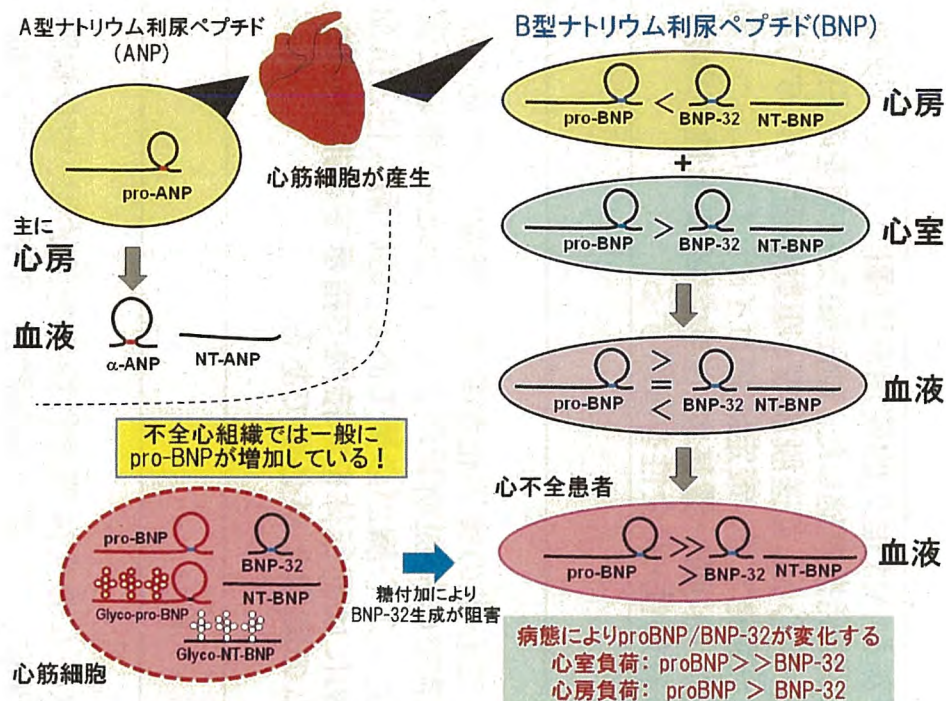 A型ナトリウム利尿ペプチド
(ANP)
pro-ANP
主に
心房
血液
α-ANP
NT-ANP
心筋細胞が産生
B型ナトリウム利尿ペプチド(BNP)
pro-BNP < BNP-32 NT-BNP
心房
+
pro-BNP > BNP-32 NT-BNP
心室
>
pro-BNP = BNP-32 NT-BNP
<
血液
心不全患者
pro-BNP >> BNP-32 NT-BNP
>
血液
不全心組織では一般に
pro-BNPが増加している!
pro-BNP
BNP-32
Glyco-pro-BNP
NT-BNP
Glyco-NT-BNP
心筋細胞
糖付加により
BNP-32生成が阻害
病態によりproBNP/BNP-32が変化する
心室負荷: proBNP>>BNP-32
心房負荷: proBNP > BNP-32